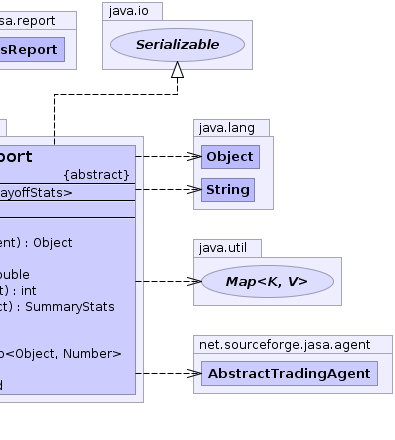 sa.report
sReport
java.io
Serializable
java.lang
Object
String
port
{abstract}
ayoffStats>
ent) : Object
ouble
t) : int
ct) : SummaryStats
o<Object, Number>
d
java.util
Map<K, V>
net.sourceforge.jasa.agent
AbstractTradingAgent